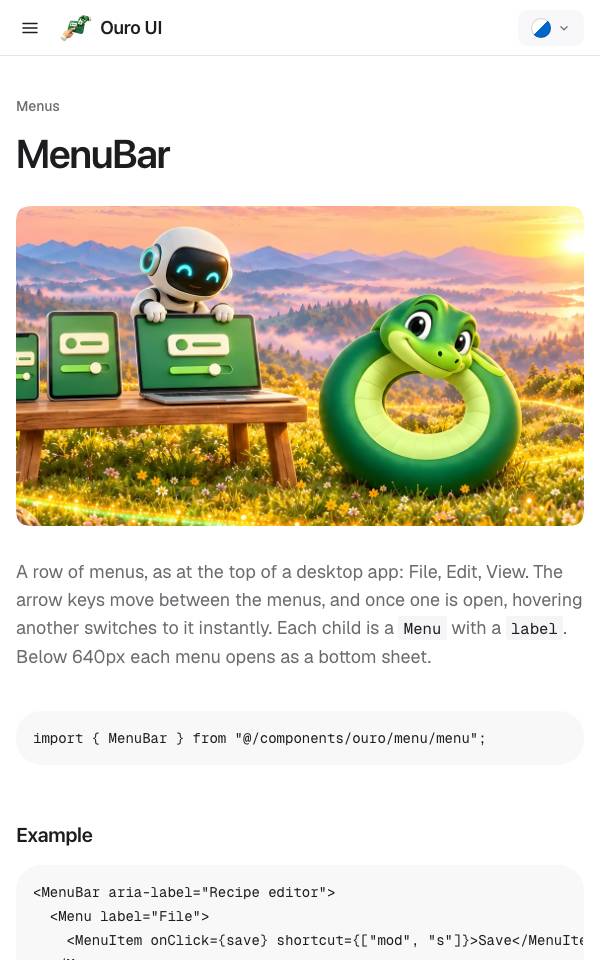 Ouro UI
Menus
MenuBar
A row of menus, as at the top of a desktop app: File, Edit, View. The
arrow keys move between the menus, and once one is open, hovering
another switches to it instantly. Each child is a Menu with a label.
Below 640px each menu opens as a bottom sheet.
import { MenuBar } from "@/components/ouro/menu/menu";
Example
<MenuBar aria-label="Recipe editor">
<Menu label="File">
<MenuItem onClick={save} shortcut={["mod", "s"]}>Save</MenuIte